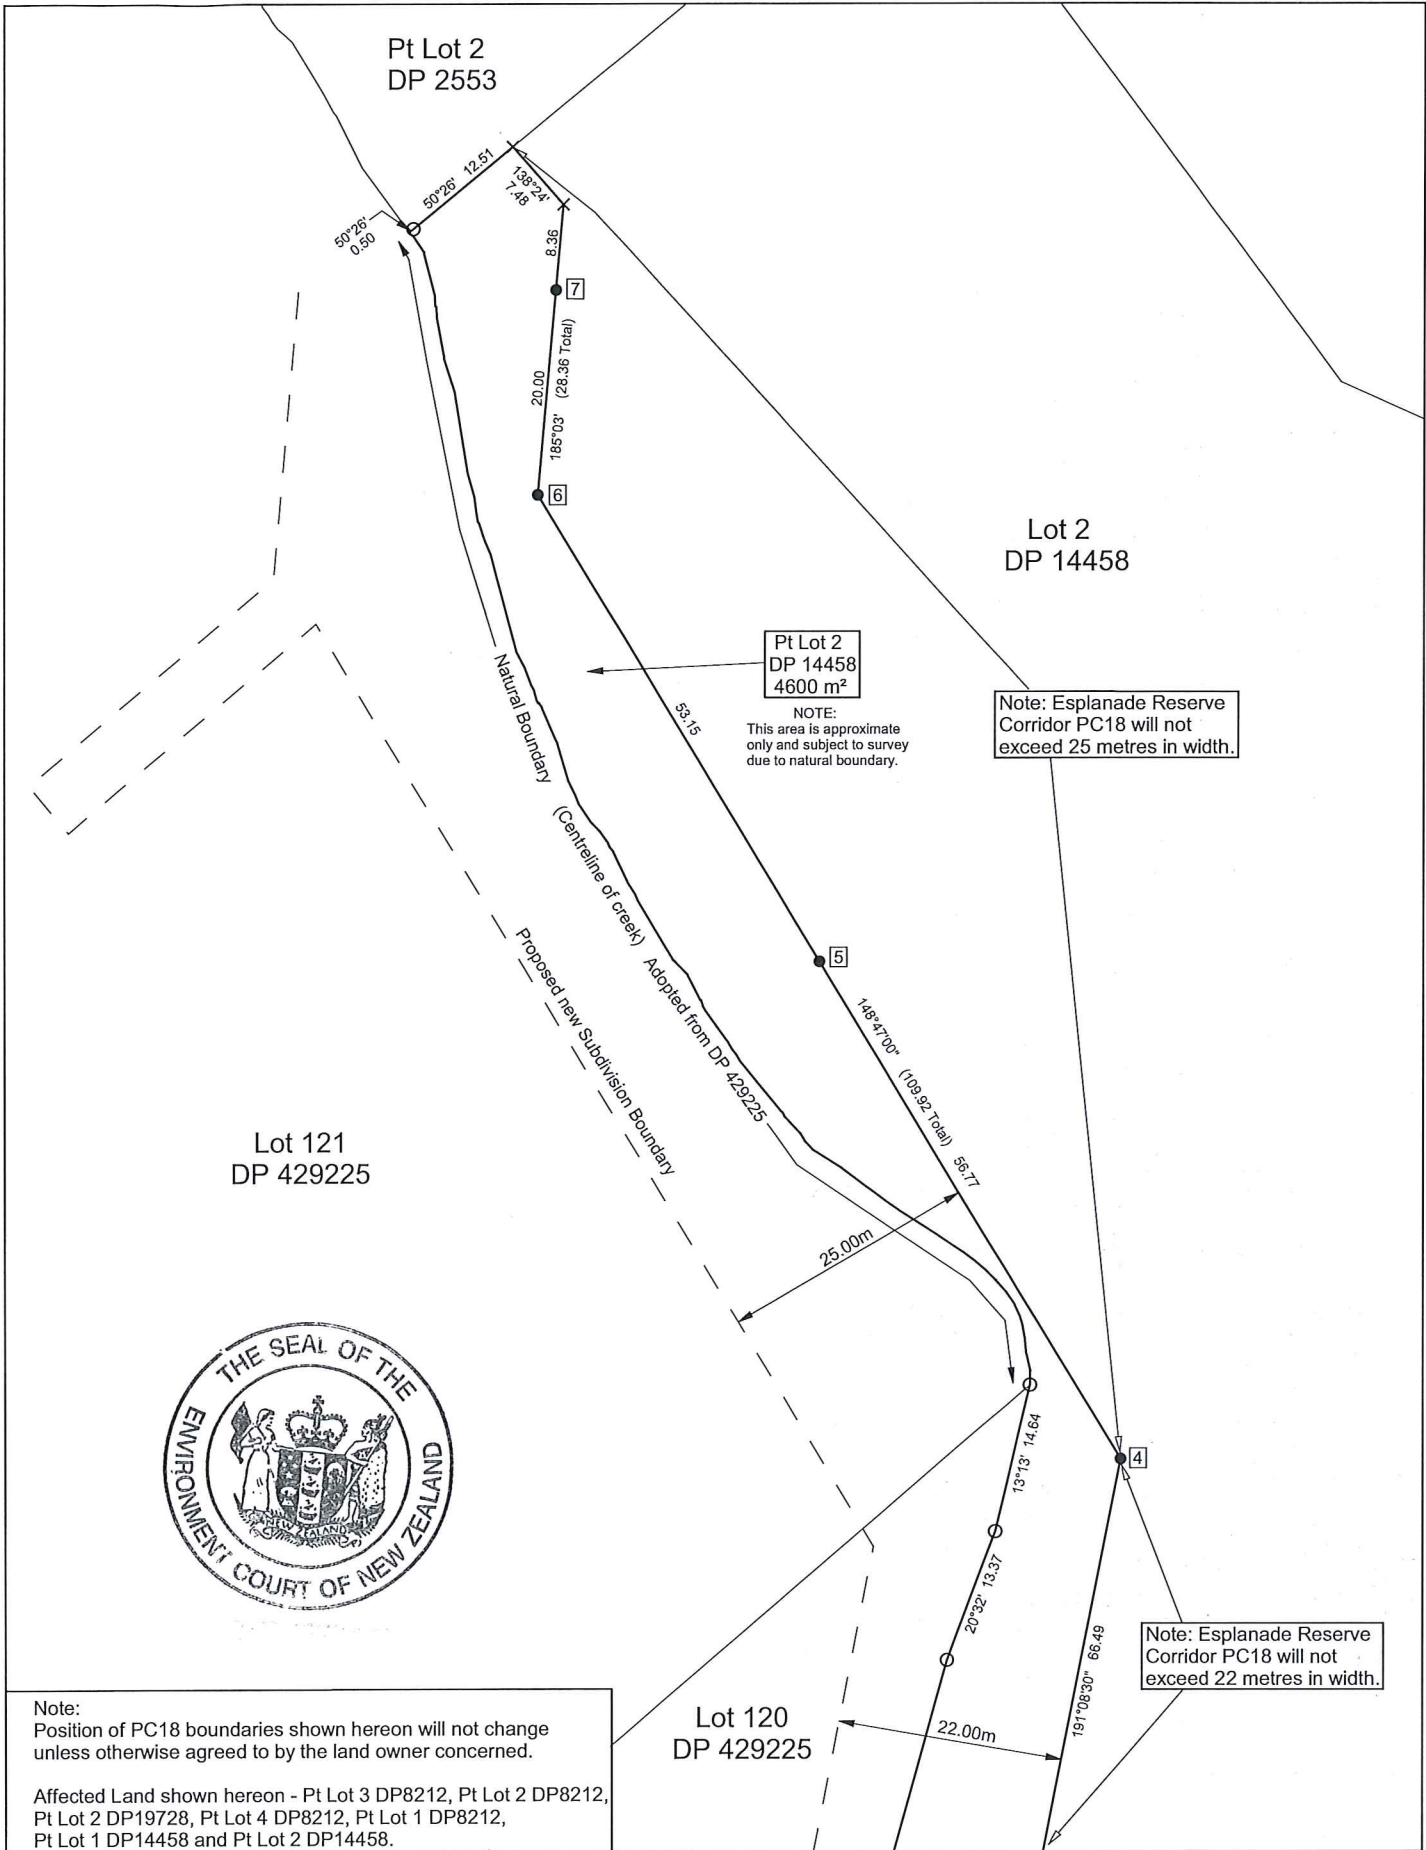 Pt Lot 2
DP 2553
50°26' 12.51
138°24'
7.48
50°26'
0.50
8.36
7
20.00
185°03' (28.36 Total)
6
Lot 2
DP 14458
Pt Lot 2
DP 14458
4600 m²
NOTE:
This area is approximate
only and subject to survey
due to natural boundary.
Note: Esplanade Reserve
Corridor PC18 will not
exceed 25 metres in width.
53.15
Natural Boundary (Centreline of creek) Adopted from DP 429225
Proposed new Subdivision Boundary
5
148°47'00" (109.92 Total) 56.77
Lot 121
DP 429225
25.00m
THE SEAL OF THE
ENVIRONMENT COURT OF NEW ZEALAND
NEW ZEALAND
13°13' 14.64
4
20°32' 13.37
191°08'30" 66.49
Note: Esplanade Reserve
Corridor PC18 will not
exceed 22 metres in width.
Lot 120
DP 429225
22.00m
Note:
Position of PC18 boundaries shown hereon will not change
unless otherwise agreed to by the land owner concerned.
Affected Land shown hereon - Pt Lot 3 DP8212, Pt Lot 2 DP8212,
Pt Lot 2 DP19728, Pt Lot 4 DP8212, Pt Lot 1 DP8212,
Pt Lot 1 DP14458 and Pt Lot 2 DP14458.